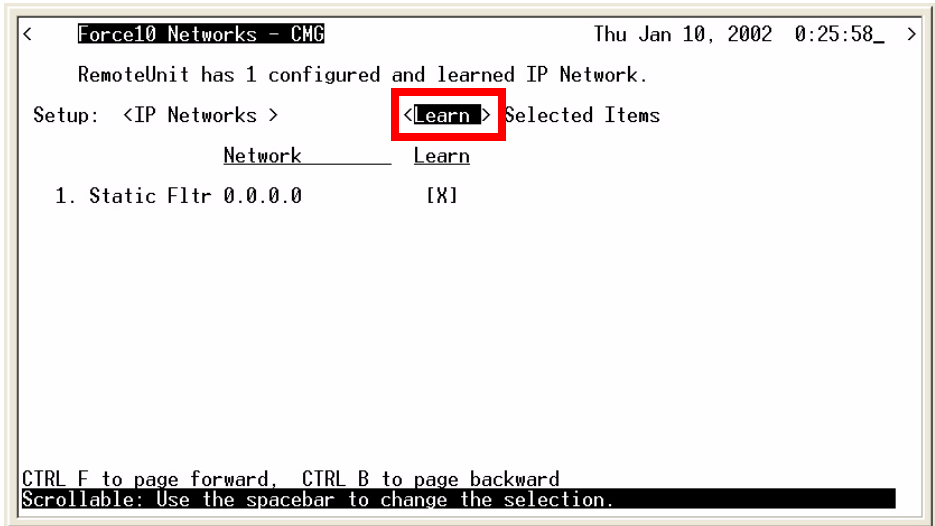 < Force10 Networks - CMG Thu Jan 10, 2002 0:25:58_ >
RemoteUnit has 1 configured and learned IP Network.
Setup: <IP Networks > <Learn > Selected Items
Network Learn
1. Static Fltr 0.0.0.0 [X]
CTRL F to page forward, CTRL B to page backward
Scrollable: Use the spacebar to change the selection.